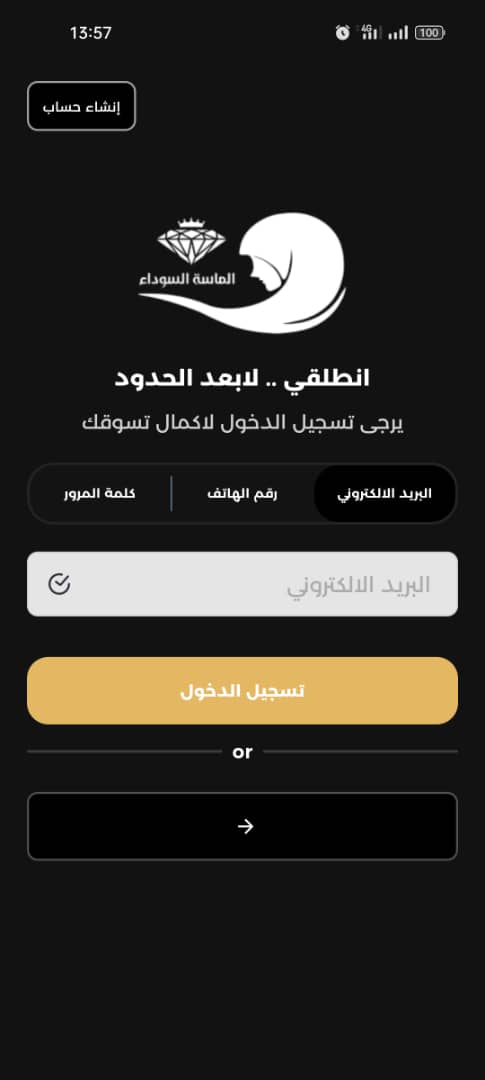 13:57
4G
100
إنشاء حساب
الماسة السوداء
انطلقي .. لابعد الحدود
يرجى تسجيل الدخول لاكمال تسوقك
البريد الالكتروني
رقم الهاتف
كلمة المرور
البريد الالكتروني
تسجيل الدخول
or